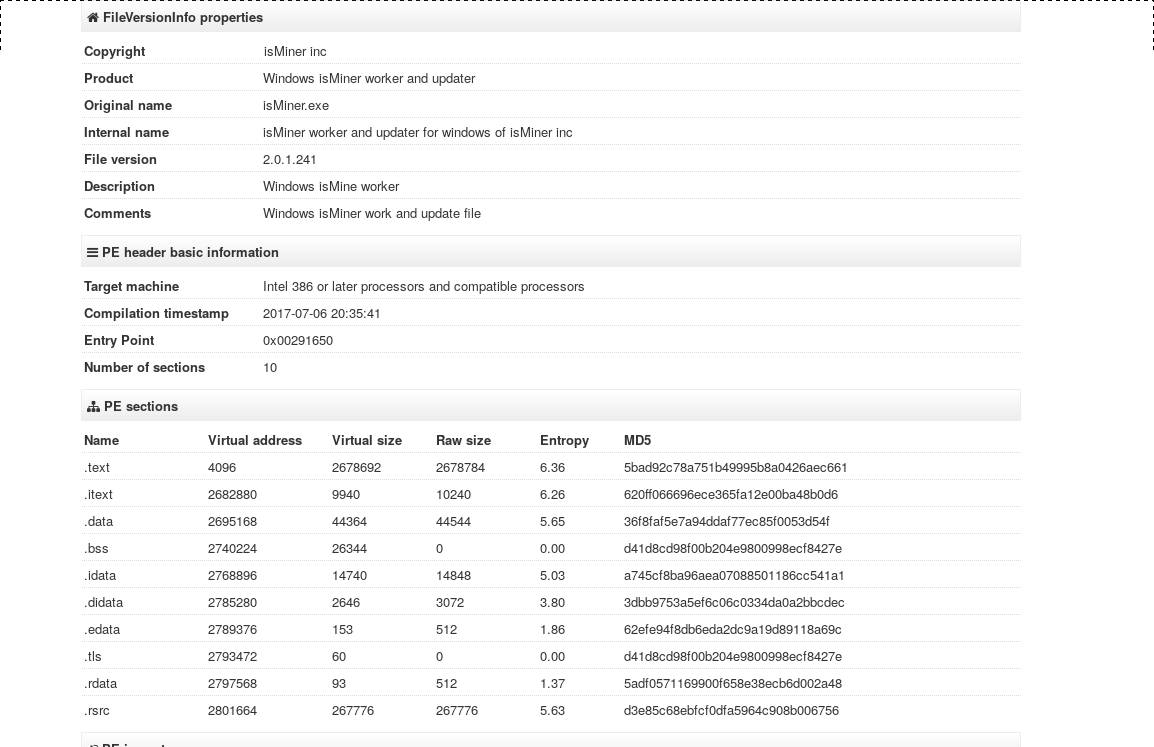 FileVersionInfo properties
Copyright isMiner inc
Product Windows isMiner worker and updater
Original name isMiner.exe
Internal name isMiner worker and updater for windows of isMiner inc
File version 2.0.1.241
Description Windows isMine worker
Comments Windows isMiner work and update file
PE header basic information
Target machine Intel 386 or later processors and compatible processors
Compilation timestamp 2017-07-06 20:35:41
Entry Point 0x00291650
Number of sections 10
PE sections
Name Virtual address Virtual size Raw size Entropy MD5
.text 4096 2678692 2678784 6.36 5bad92c78a751b49995b8a0426aec661
.itext 2682880 9940 10240 6.26 620ff066696ece365fa12e00ba48b0d6
.data 2695168 44364 44544 5.65 36f8faf5e7a94ddaf77ec85f0053d54f
.bss 2740224 26344 0 0.00 d41d8cd98f00b204e9800998ecf8427e
.idata 2768896 14740 14848 5.03 a745cf8ba96aea07088501186cc541a1
.didata 2785280 2646 3072 3.80 3dbb9753a5ef6c06c0334da0a2bbcdec
.edata 2789376 153 512 1.86 62efe94f8db6eda2dc9a19d89118a69c
.tls 2793472 60 0 0.00 d41d8cd98f00b204e9800998ecf8427e
.rdata 2797568 93 512 1.37 5adf0571169900f658e38ecb6d002a48
.rsrc 2801664 267776 267776 5.63 d3e85c68ebfcf0dfa5964c908b006756